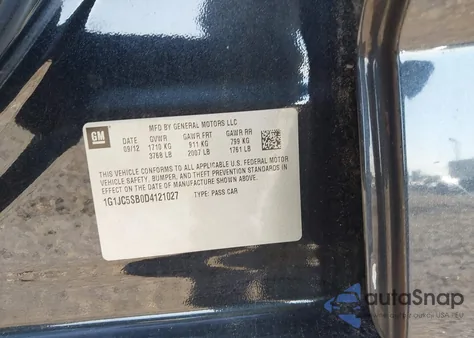 GM
MFD BY GENERAL MOTORS LLC
DATE GVWR GAWR FRT GAWR RR
09/12 1710 KG 911 KG 799 KG
3768 LB 2007 LB 1761 LB
THIS VEHICLE CONFORMS TO ALL APPLICABLE U.S. FEDERAL MOTOR
VEHICLE SAFETY, BUMPER, AND THEFT PREVENTION STANDARDS IN
EFFECT ON THE DATE OF MANUFACTURE SHOWN ABOVE.
1G1JC5SB0D4121027
TYPE: PASS CAR
autoSnap